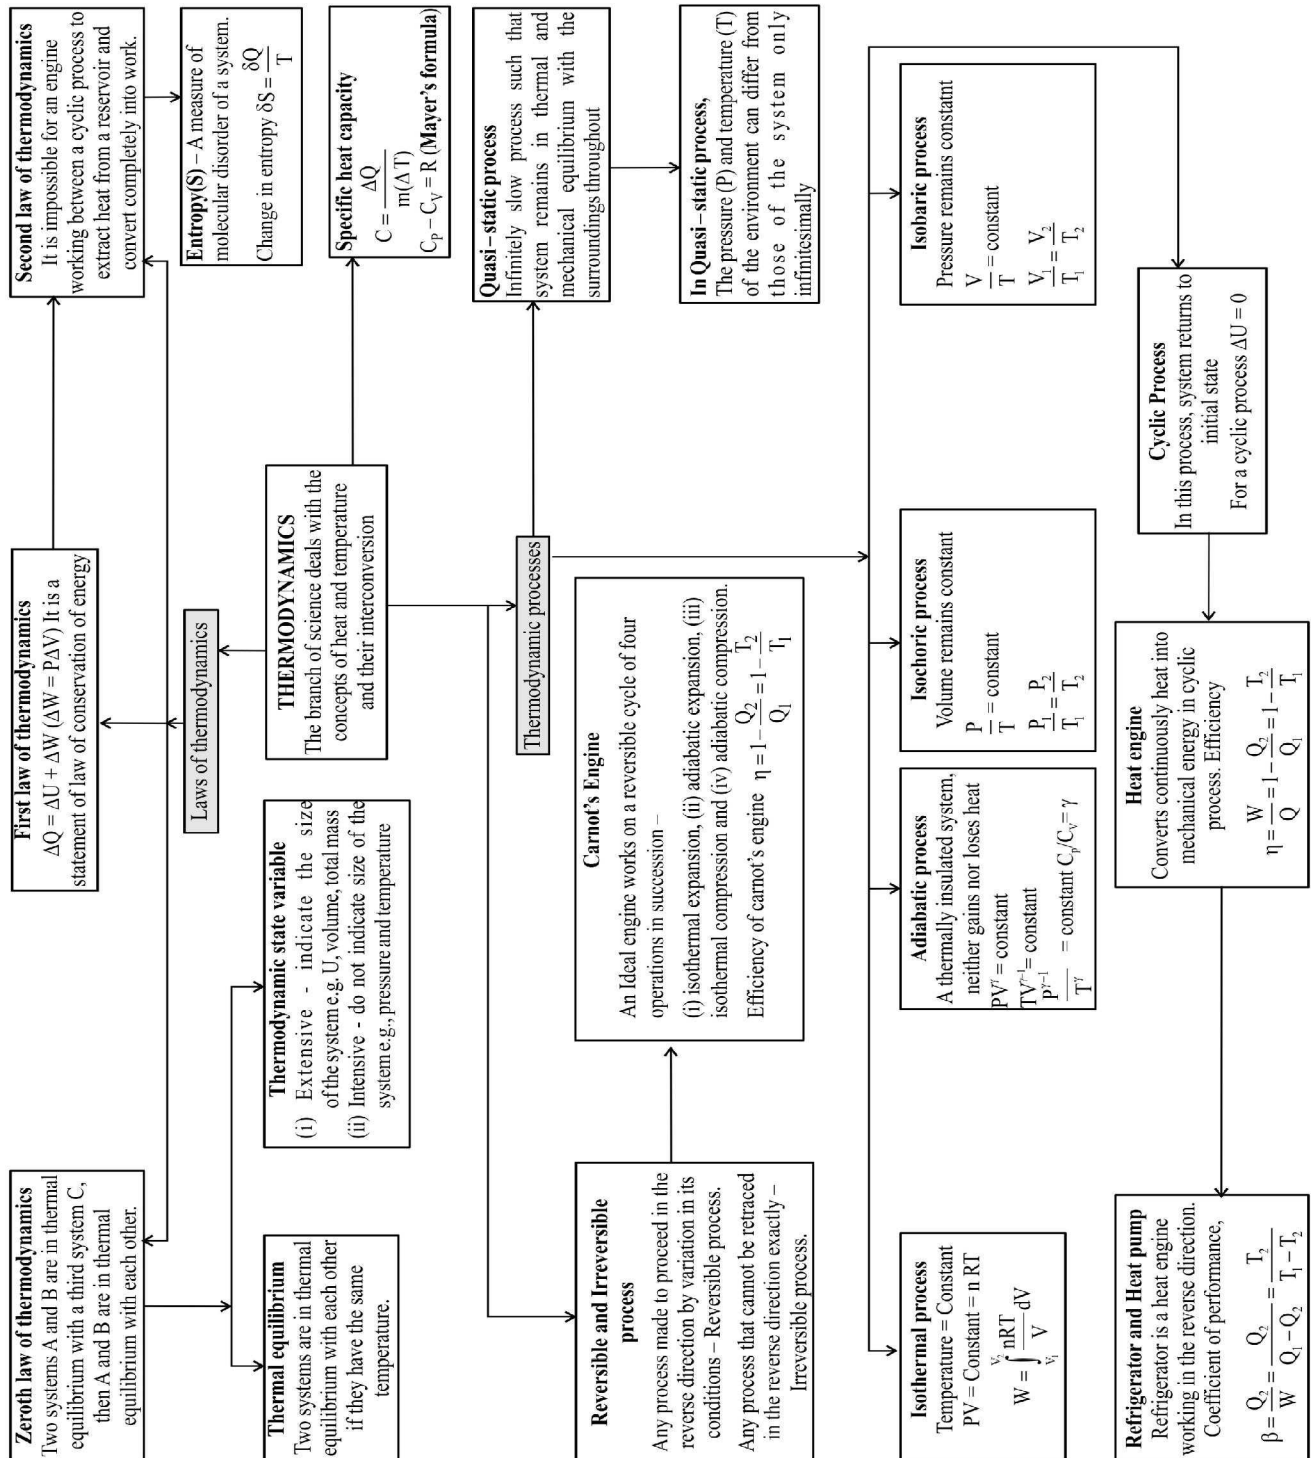 Zeroth law of thermodynamics
Two systems A and B are in thermal
equilibrium with a third system C,
then A and B are in thermal
equilibrium with each other.
First law of thermodynamics
ΔQ = ΔU + ΔW (ΔW = PΔV) It is a
statement of law of conservation of energy
Second law of thermodynamics
It is impossible for an engine
working between a cyclic process to
extract heat from a reservoir and
convert completely into work.
Laws of thermodynamics
Entropy(S) – A measure of
molecular disorder of a system.
Change in entropy δS = δQ/T
Thermal equilibrium
Two systems are in thermal
equilibrium with each other
if they have the same
temperature.
Thermodynamic state variable
(i) Extensive - indicate the size
of the system e.g. U, volume, total mass
(ii) Intensive - do not indicate size of the
system e.g., pressure and temperature
THERMODYNAMICS
The branch of science deals with the
concepts of heat and temperature
and their interconversion
Specific heat capacity
C = ΔQ/m(ΔT)
C_P – C_V = R (Mayer's formula)
Thermodynamic processes
Quasi – static process
Infinitely slow process such that
system remains in thermal and
mechanical equilibrium with the
surroundings throughout
In Quasi – static process,
The pressure (P) and temperature (T)
of the environment can differ from
those of the system only
infinitesimally
Reversible and Irreversible
process
Any process made to proceed in the
reverse direction by variation in its
conditions – Reversible process.
Any process that cannot be retraced
in the reverse direction exactly –
Irreversible process.
Carnot's Engine
An Ideal engine works on a reversible cycle of four
operations in succession –
(i) isothermal expansion, (ii) adiabatic expansion, (iii)
isothermal compression and (iv) adiabatic compression.
Efficiency of carnot's engine η = 1 - Q₂/Q₁ = 1 - T₂/T₁
Isothermal process
Temperature = Constant
PV = Constant = n RT
W = ∫_{V₁}^{V₂} nRT/V dV
Adiabatic process
A thermally insulated system,
neither gains nor loses heat
PV^γ = constant
TV^{γ-1} = constant
P^{γ-1}/T^γ = constant C_P/C_V = γ
Isochoric process
Volume remains constant
P/T = constant
P₁/T₁ = P₂/T₂
Isobaric process
Pressure remains constatnt
V/T = constant
V₁/T₁ = V₂/T₂
Refrigerator and Heat pump
Refrigerator is a heat engine
working in the reverse direction.
Coefficient of performance,
β = Q₂/W = Q₂/(Q₁ – Q₂) = T₂/(T₁ – T₂)
Heat engine
Converts continuously heat into
mechanical energy in cyclic
process. Efficiency
η = W/Q = 1 - Q₂/Q₁ = 1 - T₂/T₁
Cyclic Process
In this process, system returns to
initial state
For a cyclic process ΔU = 0